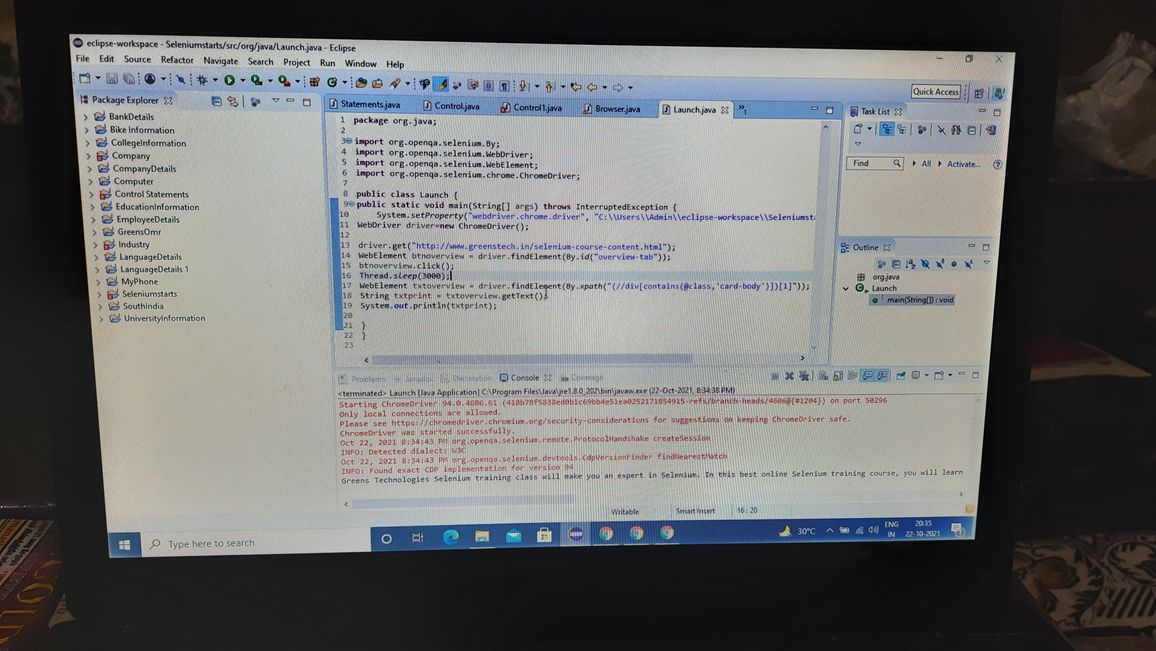 eclipse-workspace - Seleniumstarts/src/org/java/Launch.java - Eclipse
File Edit Source Refactor Navigate Search Project Run Window Help
Quick Access
Package Explorer
BankDetails
Bike Information
CollegeInformation
Company
CompanyDetails
Computer
Control Statements
EducationInformation
EmployeeDetails
GreensOmr
Industry
LanguageDetails
LanguageDetails 1
MyPhone
Seleniumstarts
SouthIndia
UniversityInformation
Statements.java Control.java Control1.java Browser.java Launch.java »1
1 package org.java;
2
3 import org.openqa.selenium.By;
4 import org.openqa.selenium.WebDriver;
5 import org.openqa.selenium.WebElement;
6 import org.openqa.selenium.chrome.ChromeDriver;
7
8 public class Launch {
9 public static void main(String[] args) throws InterruptedException {
10 System.setProperty("webdriver.chrome.driver", "C:\\Users\\Admin\\eclipse-workspace\\Seleniumst
11 WebDriver driver=new ChromeDriver();
12
13 driver.get("http://www.greenstech.in/selenium-course-content.html");
14 WebElement btnoverview = driver.findElement(By.id("overview-tab"));
15 btnoverview.click();
16 Thread.sleep(3000);
17 WebElement txtoverview = driver.findElement(By.xpath("(//div[contains(@class,'card-body')])[1]"));
18 String txtprint = txtoverview.getText();
19 System.out.println(txtprint);
20
21 }
22 }
23
Task List
Find All Activate...
Outline
org.java
Launch
main(String[]) : void
Problems Javadoc Declaration Console Coverage
<terminated> Launch [Java Application] C:\Program Files\Java\jre1.8.0_202\bin\javaw.exe (22-Oct-2021, 8:34:38 PM)
Starting ChromeDriver 94.0.4606.61 (418b78f5838ed0b1c69bb4e51ea0252171854915-refs/branch-heads/4606@{#1204}) on port 50296
Only local connections are allowed.
Please see https://chromedriver.chromium.org/security-considerations for suggestions on keeping ChromeDriver safe.
ChromeDriver was started successfully.
Oct 22, 2021 8:34:43 PM org.openqa.selenium.remote.ProtocolHandshake createSession
INFO: Detected dialect: W3C
Oct 22, 2021 8:34:43 PM org.openqa.selenium.devtools.CdpVersionFinder findNearestMatch
INFO: Found exact CDP implementation for version 94
Greens Technologies Selenium training class will make you an expert in Selenium. In this best online Selenium training course, you will learn
Writable Smart Insert 16 : 20
Type here to search
30°C ENG IN 20:35 22-10-2021